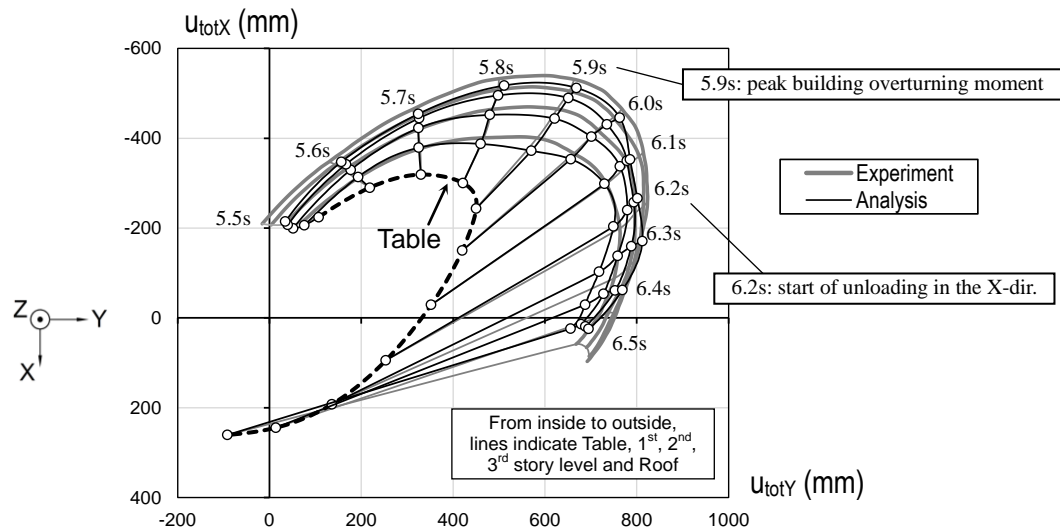 u_totX (mm)
-600
-400
-200
0
200
400
-200
0
200
400
600
800
1000
u_totY (mm)
5.5s
5.6s
5.7s
5.8s
5.9s
6.0s
6.1s
6.2s
6.3s
6.4s
6.5s
Table
5.9s: peak building overturning moment
Experiment
Analysis
6.2s: start of unloading in the X-dir.
Z
Y
X
From inside to outside,
lines indicate Table, 1st, 2nd,
3rd story level and Roof